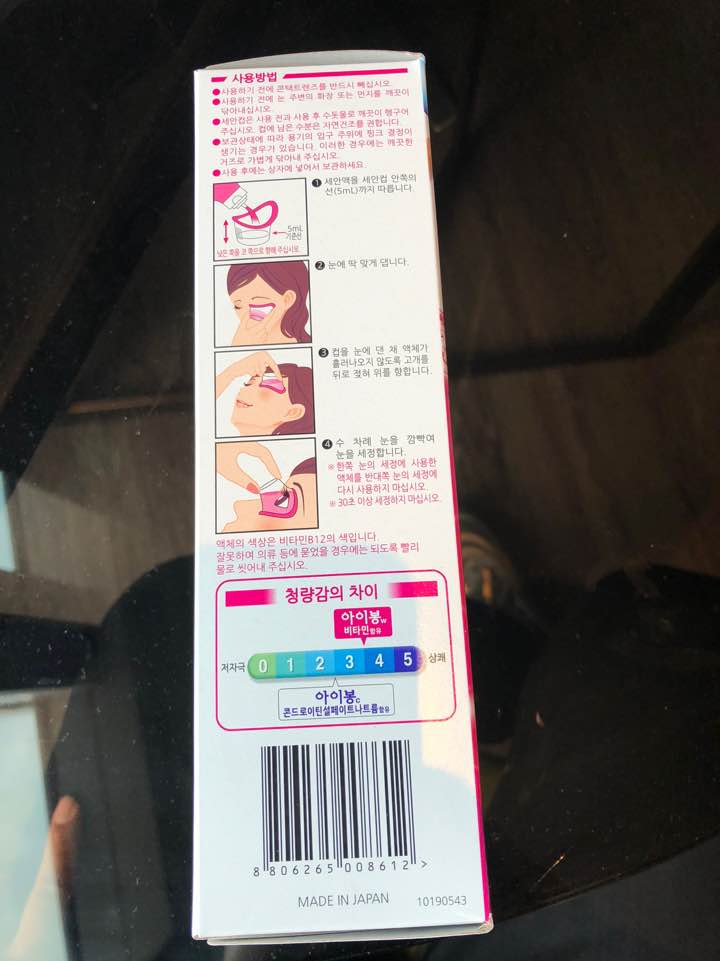 사용방법
●사용하기 전에 콘택트렌즈를 반드시 빼십시오.
●사용하기 전에 눈 주변의 화장 또는 먼지를 깨끗이
닦아내십시오.
●세안컵은 사용 전과 사용 후 수돗물로 깨끗이 헹구어
주십시오. 컵에 남은 수분은 자연건조를 권합니다.
●보관상태에 따라 용기의 입구 주위에 핑크 결정이
생기는 경우가 있습니다. 이러한 경우에는 깨끗한
거즈로 가볍게 닦아내 주십시오.
●사용 후에는 상자에 넣어서 보관하세요.
❶ 세안액을 세안컵 안쪽의
선(5mL)까지 따릅니다.
5mL
기준선
낮은 쪽을 코 쪽으로 향해 주십시오.
❷ 눈에 딱 맞게 댑니다.
❸ 컵을 눈에 댄 채 액체가
흘러나오지 않도록 고개를
뒤로 젖혀 위를 향합니다.
❹ 수 차례 눈을 깜빡여
눈을 세정합니다.
※한쪽 눈의 세정에 사용한
액체를 반대쪽 눈의 세정에
다시 사용하지 마십시오.
※30초 이상 세정하지 마십시오.
액체의 색상은 비타민B12의 색입니다.
잘못하여 의류 등에 묻었을 경우에는 되도록 빨리
물로 씻어내 주십시오.
청량감의 차이
아이봉w
비타민함유
저자극 0 1 2 3 4 5 상쾌
아이봉c
콘드로이틴설페이트나트륨함유
8 806265 008612 >
MADE IN JAPAN
10190543